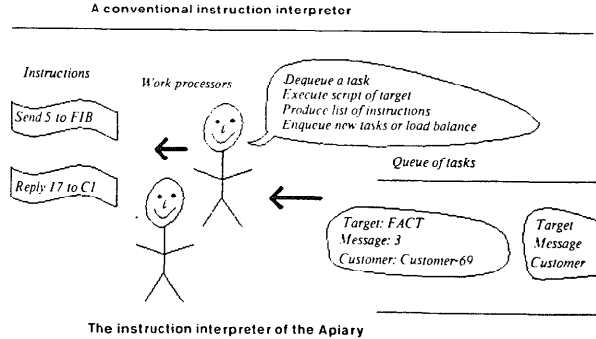 A conventional instruction interpreter
Instructions
Work processors
Dequeue a task
Execute script of target
Produce list of instructions
Enqueue new tasks or load balance
Send 5 to FIB
Queue of tasks
Reply 17 to C1
Target: FACT
Message: 3
Customer: Customer-69
Target
Message
Customer
The instruction interpreter of the Apiary